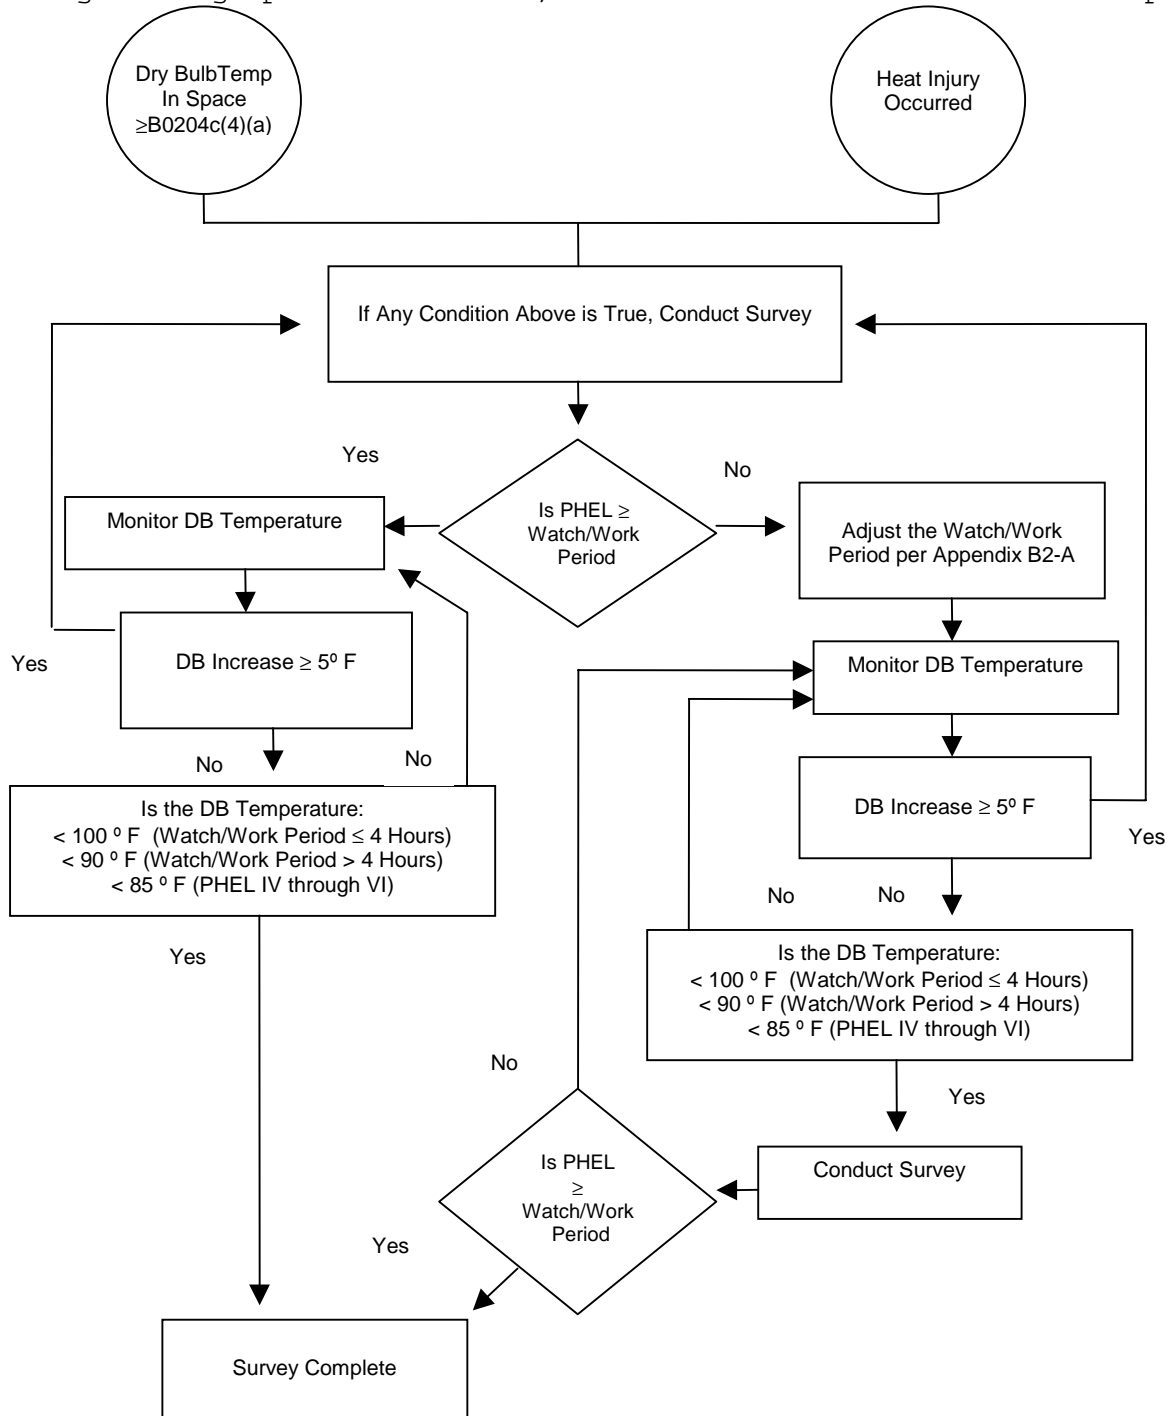 Dry BulbTemp
In Space
≥B0204c(4)(a)
Heat Injury
Occurred
If Any Condition Above is True, Conduct Survey
Yes
No
Is PHEL ≥
Watch/Work
Period
Monitor DB Temperature
Adjust the Watch/Work
Period per Appendix B2-A
DB Increase ≥ 5º F
Yes
Monitor DB Temperature
No
No
DB Increase ≥ 5º F
Yes
Is the DB Temperature:
< 100 º F (Watch/Work Period ≤ 4 Hours)
< 90 º F (Watch/Work Period > 4 Hours)
< 85 º F (PHEL IV through VI)
No
No
Yes
Is the DB Temperature:
< 100 º F (Watch/Work Period ≤ 4 Hours)
< 90 º F (Watch/Work Period > 4 Hours)
< 85 º F (PHEL IV through VI)
No
Yes
Conduct Survey
Is PHEL
≥
Watch/Work
Period
Yes
Survey Complete